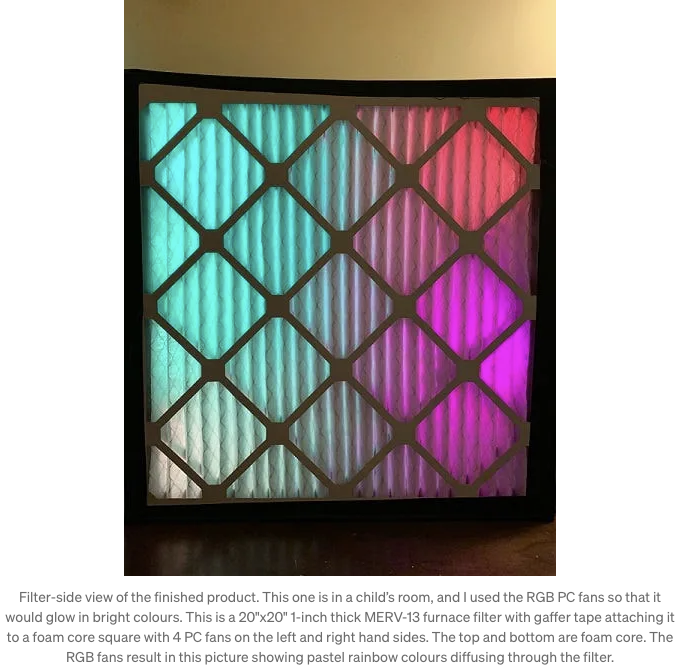 Filter-side view of the finished product. This one is in a child's room, and I used the RGB PC fans so that it
would glow in bright colours. This is a 20"x20" 1-inch thick MERV-13 furnace filter with gaffer tape attaching it
to a foam core square with 4 PC fans on the left and right hand sides. The top and bottom are foam core. The
RGB fans result in this picture showing pastel rainbow colours diffusing through the filter.